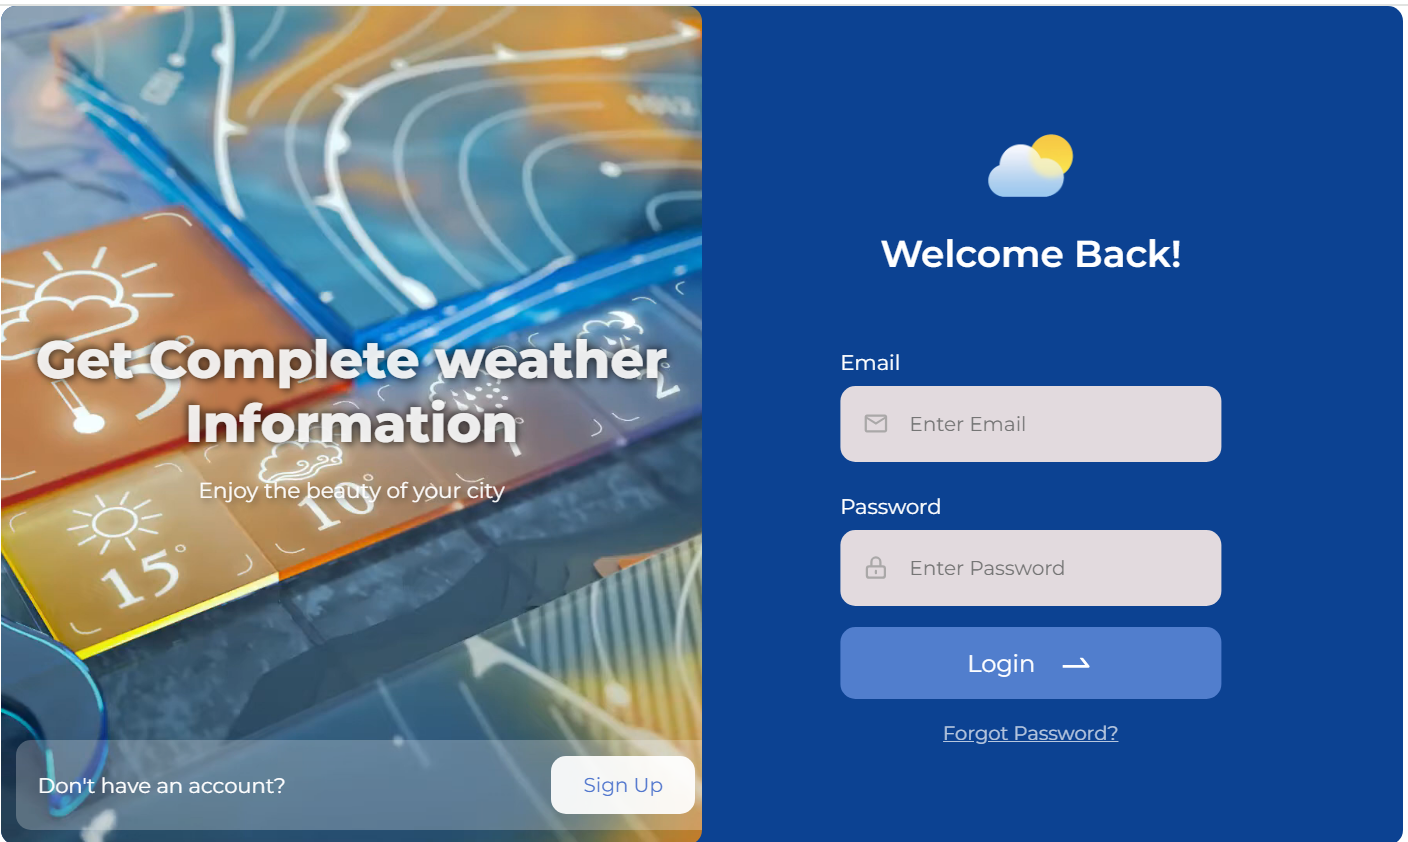 Get Complete weather
Information
Enjoy the beauty of your city
15°
10°
2°
Don't have an account?
Sign Up
Welcome Back!
Email
Enter Email
Password
Enter Password
Login
Forgot Password?